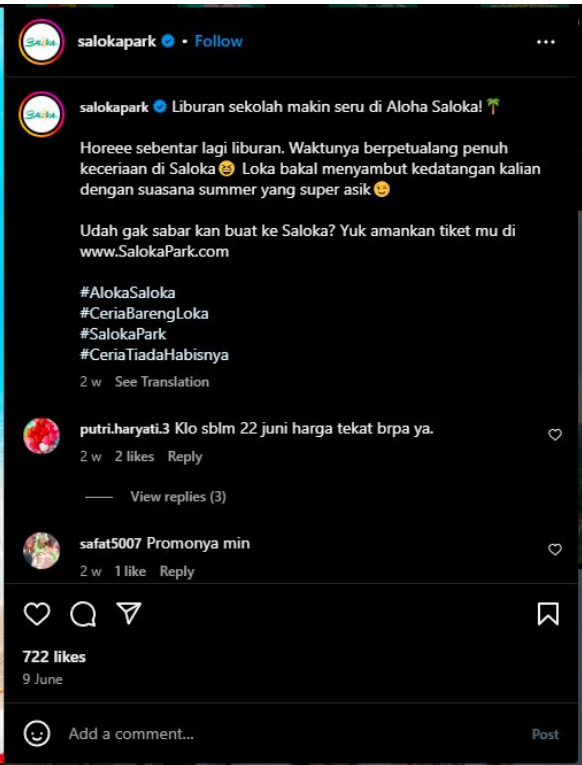 salokapark • Follow
salokapark Liburan sekolah makin seru di Aloha Saloka!
Horeee sebentar lagi liburan. Waktunya berpetualang penuh
keceriaan di Saloka Loka bakal menyambut kedatangan kalian
dengan suasana summer yang super asik
Udah gak sabar kan buat ke Saloka? Yuk amankan tiket mu di
www.SalokaPark.com
#AlokaSaloka
#CeriaBarengLoka
#SalokaPark
#CeriaTiadaHabisnya
2 w See Translation
putri.haryati.3 Klo sblm 22 juni harga tekat brpa ya.
2 w 2 likes Reply
View replies (3)
safat5007 Promonya min
2 w 1 like Reply
722 likes
9 June
Add a comment...
Post